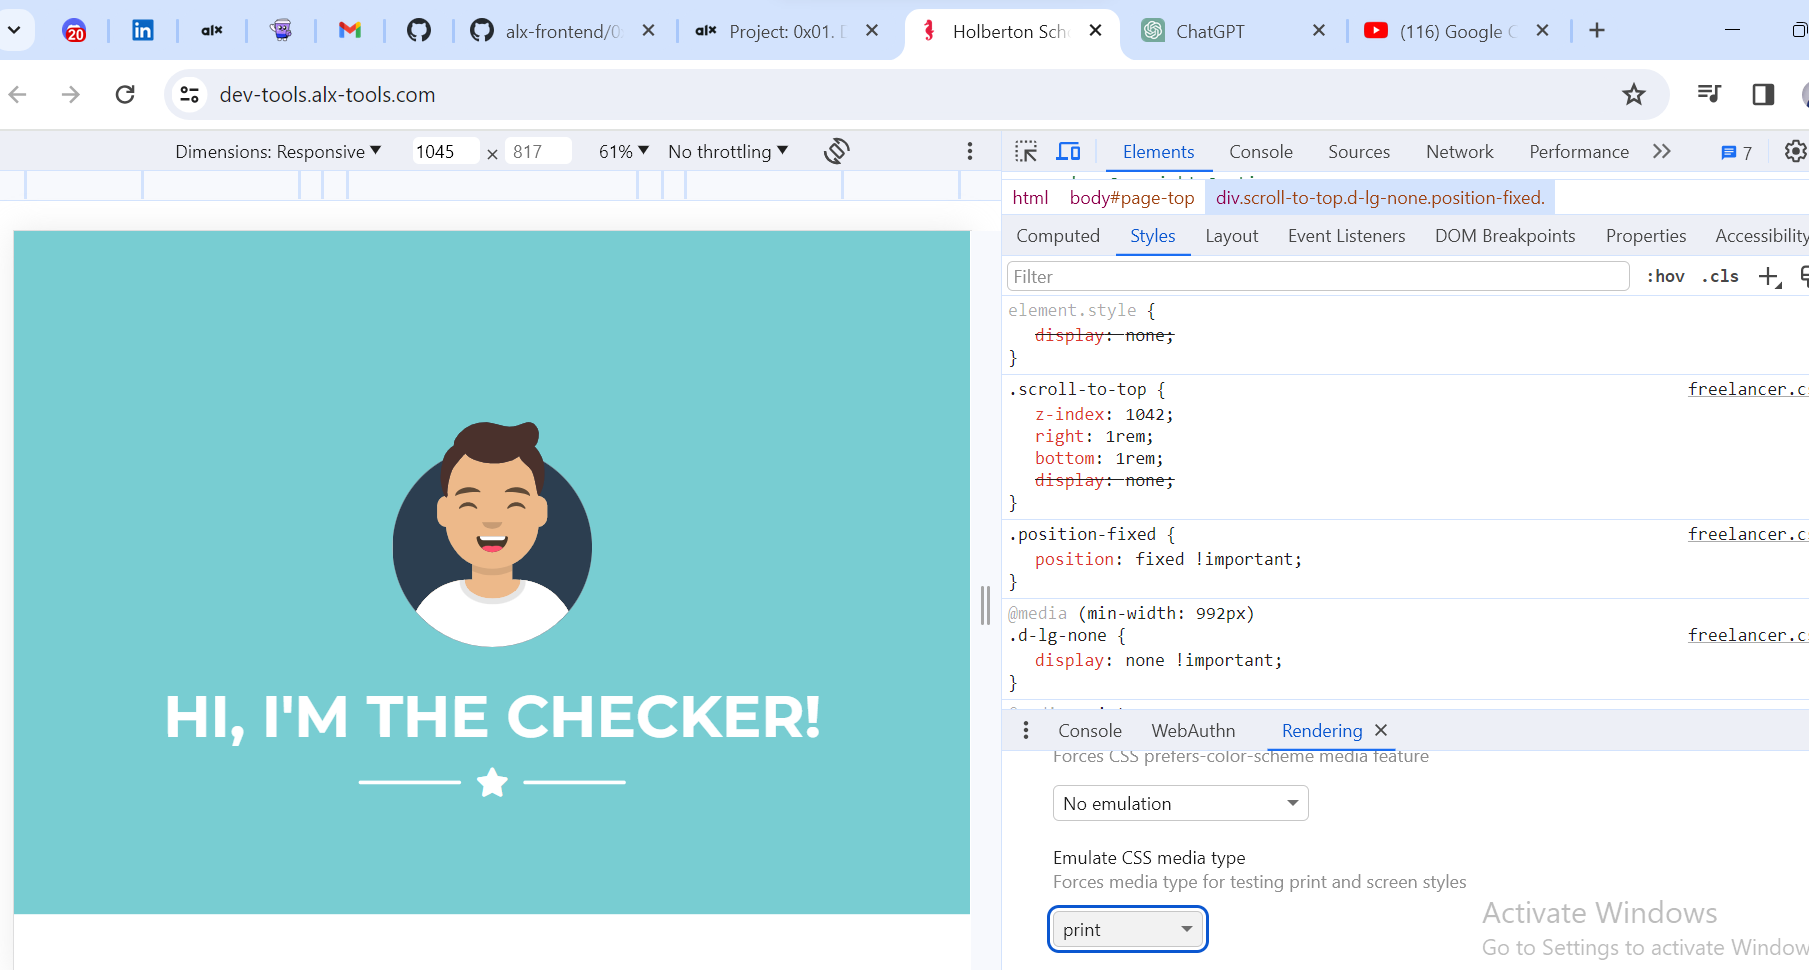 20
in
alx
alx-frontend/0
alx Project: 0x01. D
Holberton Sch
ChatGPT
(116) Google C
dev-tools.alx-tools.com
Dimensions: Responsive 1045 × 817 61% No throttling
Elements Console Sources Network Performance 7
html body#page-top div.scroll-to-top.d-lg-none.position-fixed.
Computed Styles Layout Event Listeners DOM Breakpoints Properties Accessibility
Filter :hov .cls
element.style {
display: none;
}
.scroll-to-top { freelancer.cs
z-index: 1042;
right: 1rem;
bottom: 1rem;
display: none;
}
.position-fixed { freelancer.cs
position: fixed !important;
}
@media (min-width: 992px)
.d-lg-none { freelancer.cs
display: none !important;
}
HI, I'M THE CHECKER!
Console WebAuthn Rendering
Forces CSS prefers-color-scheme media feature
No emulation
Emulate CSS media type
Forces media type for testing print and screen styles
print
Activate Windows
Go to Settings to activate Window